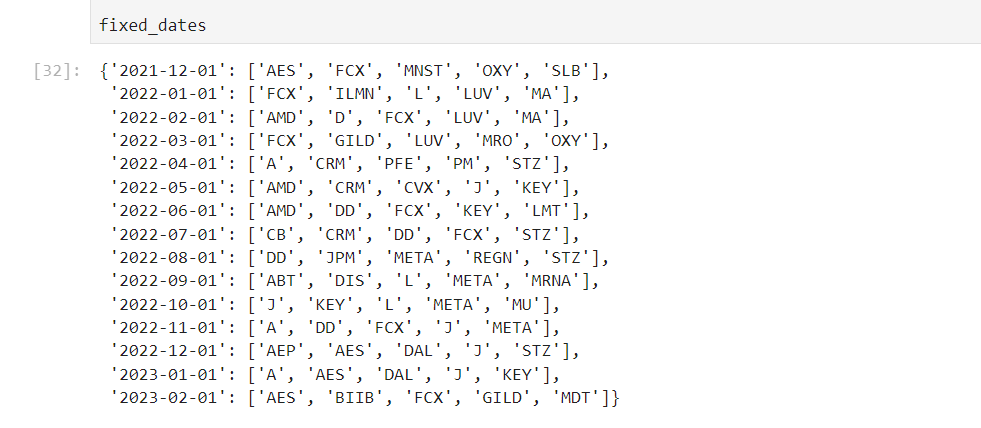 fixed_dates
[32]: {'2021-12-01': ['AES', 'FCX', 'MNST', 'OXY', 'SLB'],
'2022-01-01': ['FCX', 'ILMN', 'L', 'LUV', 'MA'],
'2022-02-01': ['AMD', 'D', 'FCX', 'LUV', 'MA'],
'2022-03-01': ['FCX', 'GILD', 'LUV', 'MRO', 'OXY'],
'2022-04-01': ['A', 'CRM', 'PFE', 'PM', 'STZ'],
'2022-05-01': ['AMD', 'CRM', 'CVX', 'J', 'KEY'],
'2022-06-01': ['AMD', 'DD', 'FCX', 'KEY', 'LMT'],
'2022-07-01': ['CB', 'CRM', 'DD', 'FCX', 'STZ'],
'2022-08-01': ['DD', 'JPM', 'META', 'REGN', 'STZ'],
'2022-09-01': ['ABT', 'DIS', 'L', 'META', 'MRNA'],
'2022-10-01': ['J', 'KEY', 'L', 'META', 'MU'],
'2022-11-01': ['A', 'DD', 'FCX', 'J', 'META'],
'2022-12-01': ['AEP', 'AES', 'DAL', 'J', 'STZ'],
'2023-01-01': ['A', 'AES', 'DAL', 'J', 'KEY'],
'2023-02-01': ['AES', 'BIIB', 'FCX', 'GILD', 'MDT']}